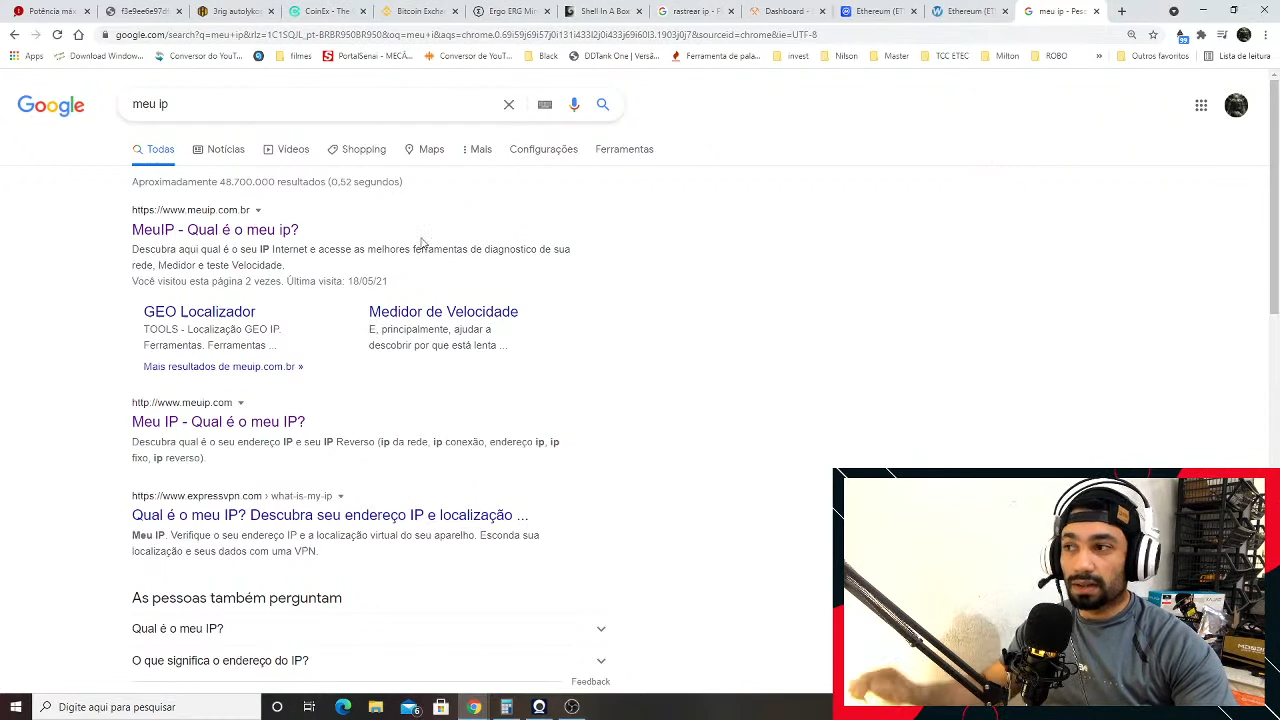 Potência má
f3e9ee6e97df
3rig autolykos
CoinEx - The
Bitcoin Exchan
Ergo ERG Min
Shell In A Box
rastrear ip - P
Dashboard -
Ethereum (ET
Ethereum (ET
meu ip - Pesc
google.com/search?q=meu+i&rlz=1C1SQJL_pt-BRBR950BR950&oq=meu+i&aqs=chrome.0.69i59j69i57j0i131i433l2j0i433j69i60l3.1903j0j7&sourceid=chrome&ie=UTF-8
99
Apps
Download Window...
Conversor do YouT...
filmes
PortalSenai - MECÂ...
Conversor do YouT...
Black
DDTank One | Versã...
Ferramenta de pala...
invest
Nilson
Master
TCC ETEC
Milton
ROBO
»
Outros favoritos
Lista de leitura
Google
meu ip
Todas
Notícias
Vídeos
Shopping
Maps
Mais
Configurações
Ferramentas
Aproximadamente 48.700.000 resultados (0,52 segundos)
https://www.meuip.com.br
MeuIP - Qual é o meu ip?
Descubra aqui qual é o seu IP Internet e acesse as melhores ferramentas de diagnostico de sua
rede, Medidor e teste Velocidade.
Você visitou esta página 2 vezes. Última visita: 18/05/21
GEO Localizador
TOOLS - Localização GEO IP.
Ferramentas. Ferramentas ...
Medidor de Velocidade
E, principalmente, ajudar a
descobrir por que está lenta ...
Mais resultados de meuip.com.br »
http://www.meuip.com
Meu IP - Qual é o meu IP?
Descubra qual é o seu endereço IP e seu IP Reverso (ip da rede, ip conexão, endereço ip, ip
fixo, ip reverso).
https://www.expressvpn.com › what-is-my-ip
Qual é o meu IP? Descubra seu endereço IP e localização ...
Meu IP. Verifique o seu endereço IP e a localização virtual do seu aparelho. Esconda sua
localização e seus dados com uma VPN.
As pessoas também perguntam
Qual é o meu IP?
O que significa o endereço do IP?
Feedback
Digite aqui para pesquisar
6